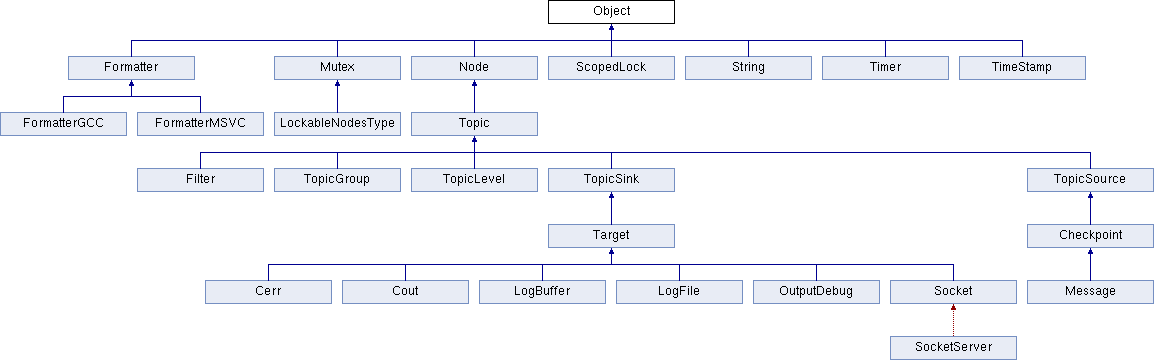 Object
Formatter
Mutex
Node
ScopedLock
String
Timer
TimeStamp
FormatterGCC
FormatterMSVC
LockableNodesType
Topic
Filter
TopicGroup
TopicLevel
TopicSink
TopicSource
Target
Checkpoint
Cerr
Cout
LogBuffer
LogFile
OutputDebug
Socket
Message
SocketServer